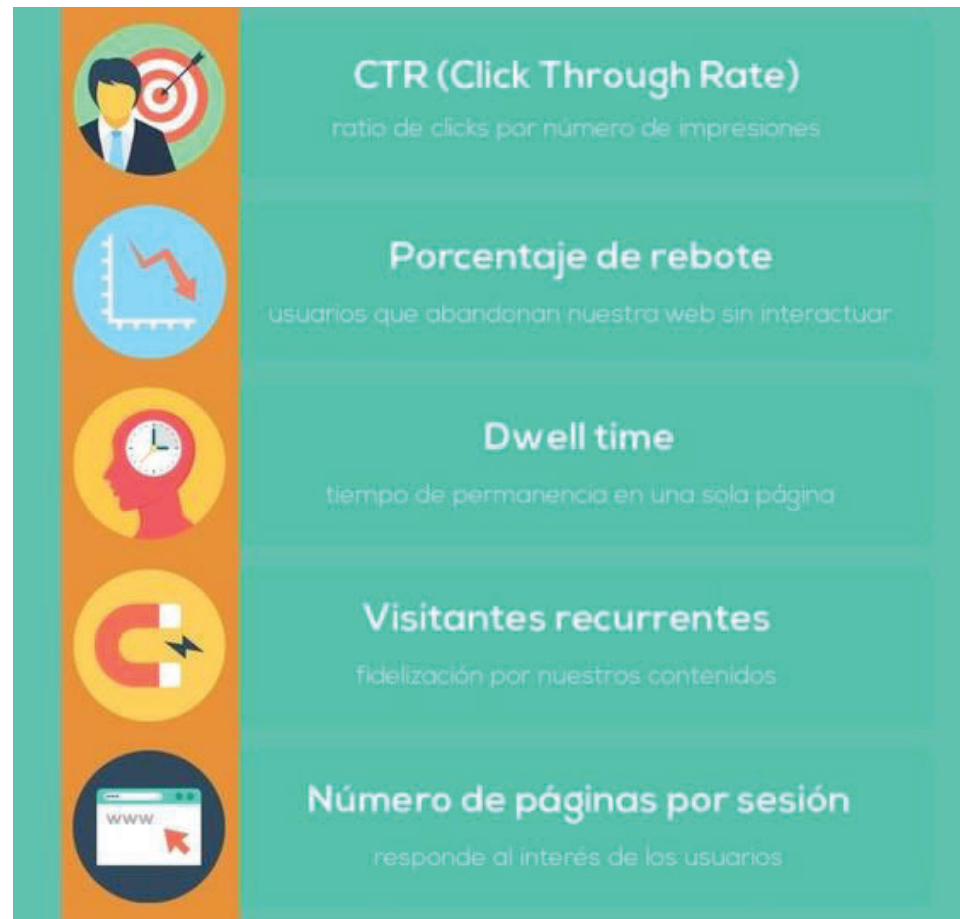 CTR (Click Through Rate)
ratio de clicks por número de impresiones
Porcentaje de rebote
usuarios que abandonan nuestra web sin interactuar
Dwell time
tiempo de permanencia en una sola página
Visitantes recurrentes
fidelización por nuestros contenidos
Número de páginas por sesión
www
responde al interés de los usuarios